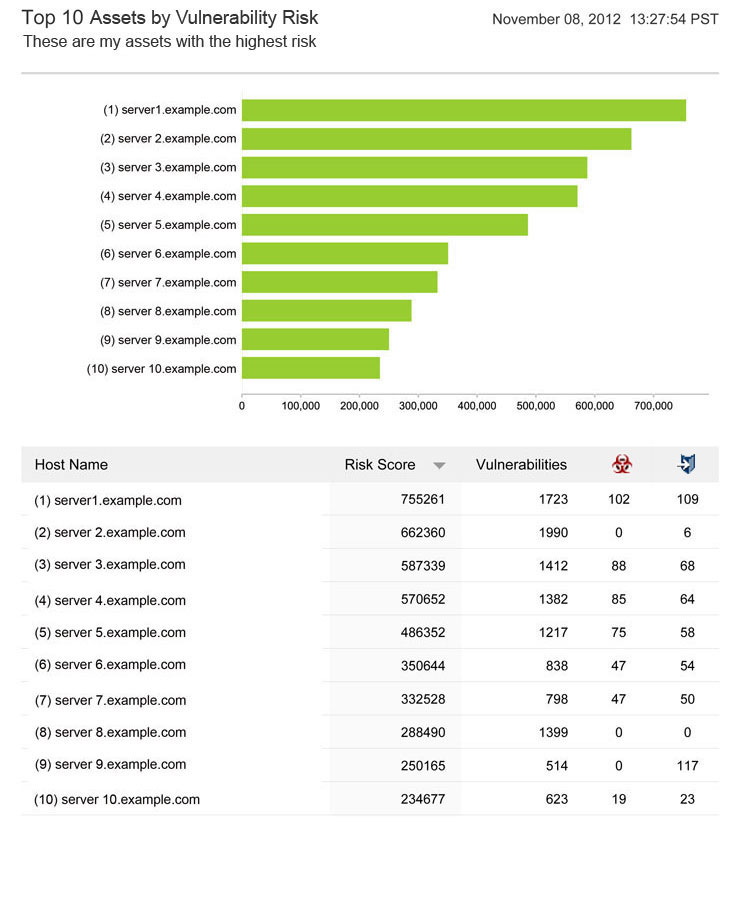 Top 10 Assets by Vulnerability Risk November 08, 2012 13:27:54 PST
These are my assets with the highest risk
(1) server1.example.com
(2) server 2.example.com
(3) server 3.example.com
(4) server 4.example.com
(5) server 5.example.com
(6) server 6.example.com
(7) server 7.example.com
(8) server 8.example.com
(9) server 9.example.com
(10) server 10.example.com
0 100,000 200,000 300,000 400,000 500,000 600,000 700,000
Host Name Risk Score Vulnerabilities
(1) server1.example.com 755261 1723 102 109
(2) server 2.example.com 662360 1990 0 6
(3) server 3.example.com 587339 1412 88 68
(4) server 4.example.com 570652 1382 85 64
(5) server 5.example.com 486352 1217 75 58
(6) server 6.example.com 350644 838 47 54
(7) server 7.example.com 332528 798 47 50
(8) server 8.example.com 288490 1399 0 0
(9) server 9.example.com 250165 514 0 117
(10) server 10.example.com 234677 623 19 23